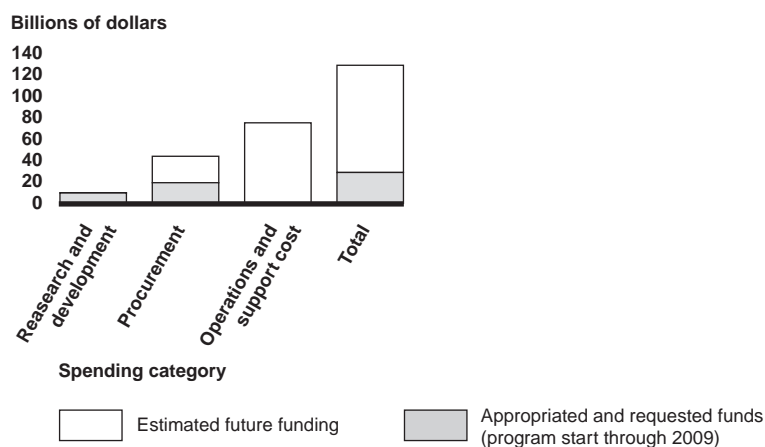 Billions of dollars
140
120
100
80
60
40
20
0
Reasearch and
development
Procurement
Operations and
support cost
Total
Spending category
Estimated future funding
Appropriated and requested funds
(program start through 2009)